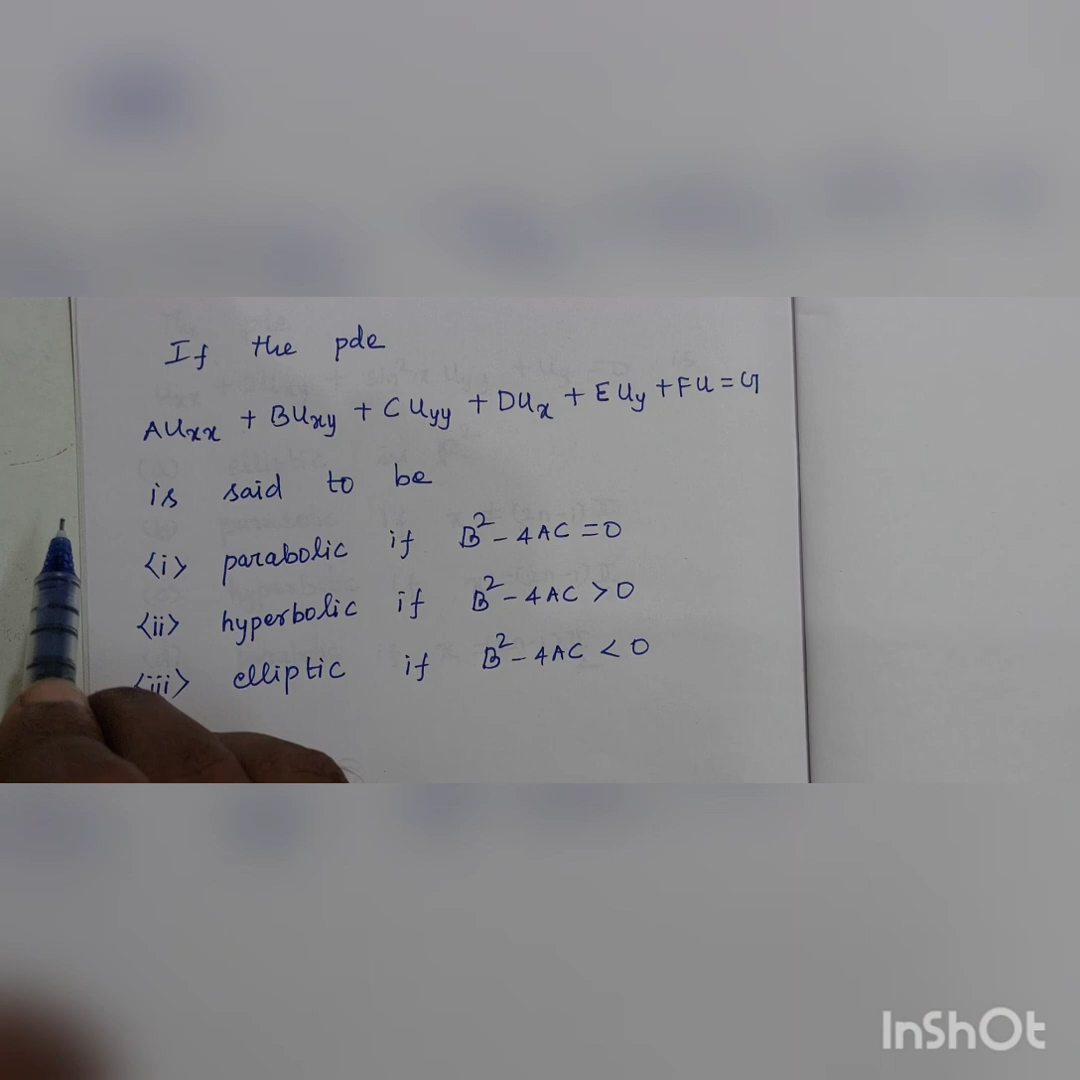 If the pde
AUxx + BUxy + CUyy + DUx + EUy + FU = G
is said to be
<i> parabolic if B² - 4AC = 0
<ii> hyperbolic if B² - 4AC > 0
<iii> elliptic if B² - 4AC < 0
InShOt